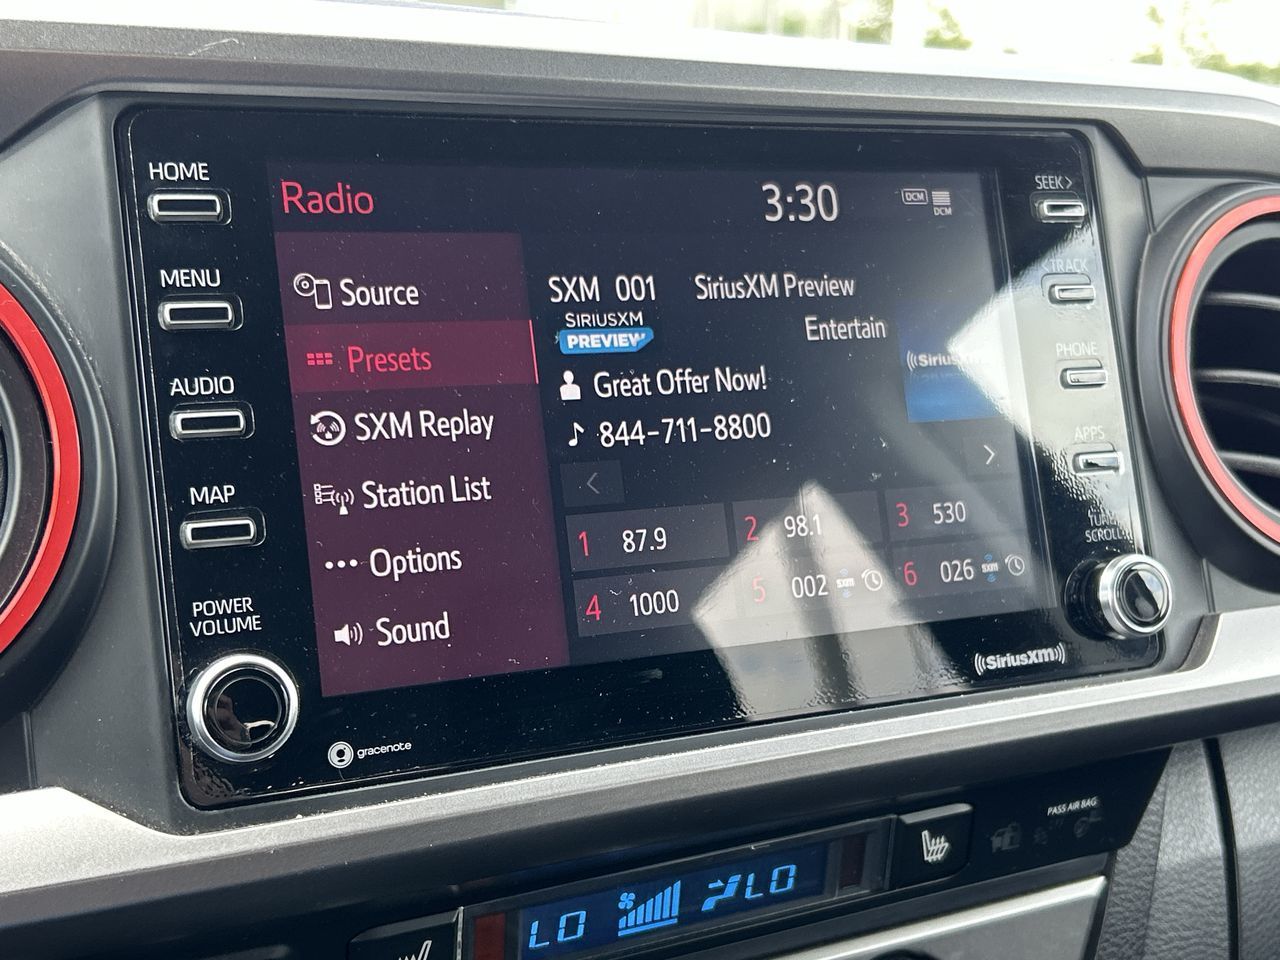 HOME
MENU
AUDIO
MAP
POWER
VOLUME
Radio
3:30
DCM
DCM
Source
Presets
SXM Replay
Station List
Options
Sound
SXM 001 SiriusXM Preview
SIRIUSXM
PREVIEW
Entertain
Great Offer Now!
844-711-8800
1 87.9
2 98.1
3 530
4 1000
5 002 sxm
6 026 sxm
SEEK >
< TRACK
PHONE
APPS
TUNE
SCROLL
SiriusXM
gracenote
PASS AIR BAG
LO
LO